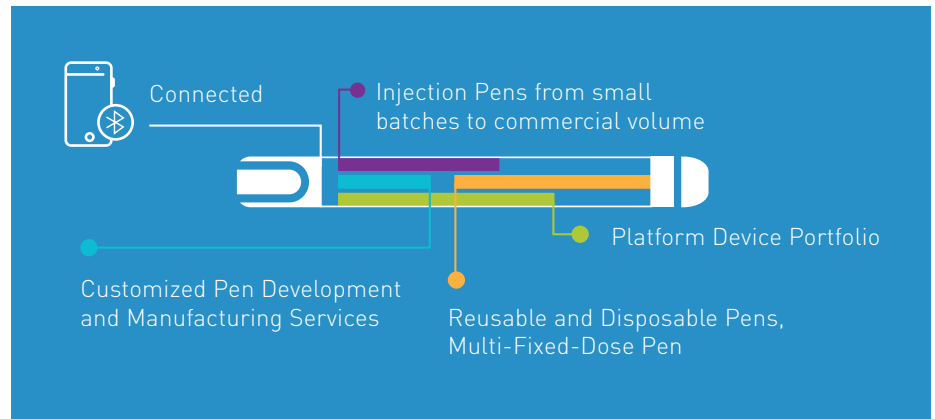 Connected
Injection Pens from small
batches to commercial volume
Platform Device Portfolio
Customized Pen Development
and Manufacturing Services
Reusable and Disposable Pens,
Multi-Fixed-Dose Pen